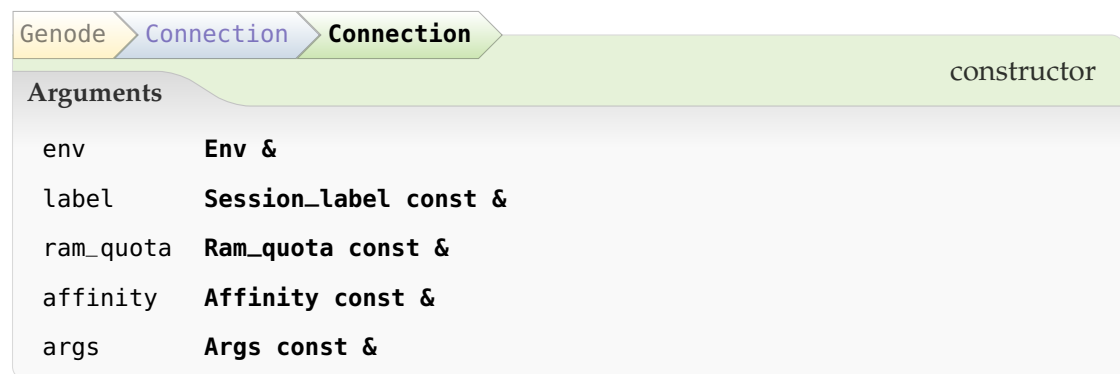 Genode Connection Connection
constructor
Arguments
env Env &
label Session_label const &
ram_quota Ram_quota const &
affinity Affinity const &
args Args const &